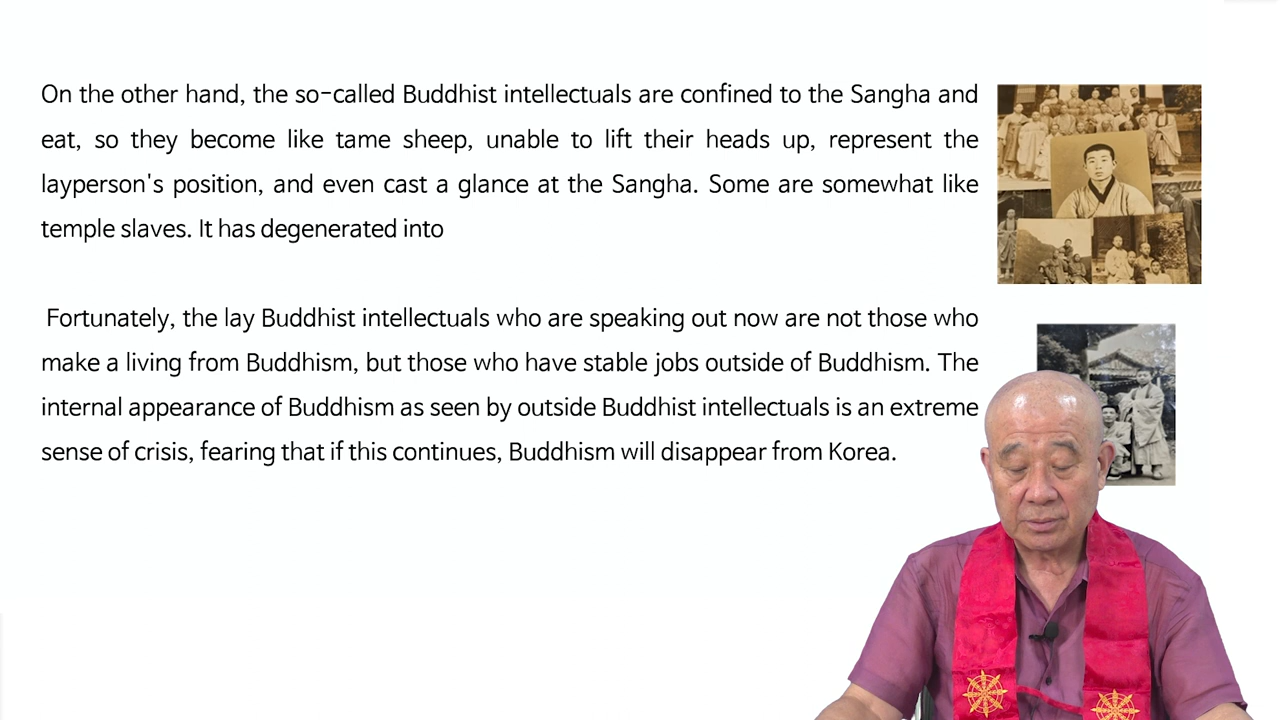 On the other hand, the so-called Buddhist intellectuals are confined to the Sangha and
eat, so they become like tame sheep, unable to lift their heads up, represent the
layperson's position, and even cast a glance at the Sangha. Some are somewhat like
temple slaves. It has degenerated into
Fortunately, the lay Buddhist intellectuals who are speaking out now are not those who
make a living from Buddhism, but those who have stable jobs outside of Buddhism. The
internal appearance of Buddhism as seen by outside Buddhist intellectuals is an extreme
sense of crisis, fearing that if this continues, Buddhism will disappear from Korea.